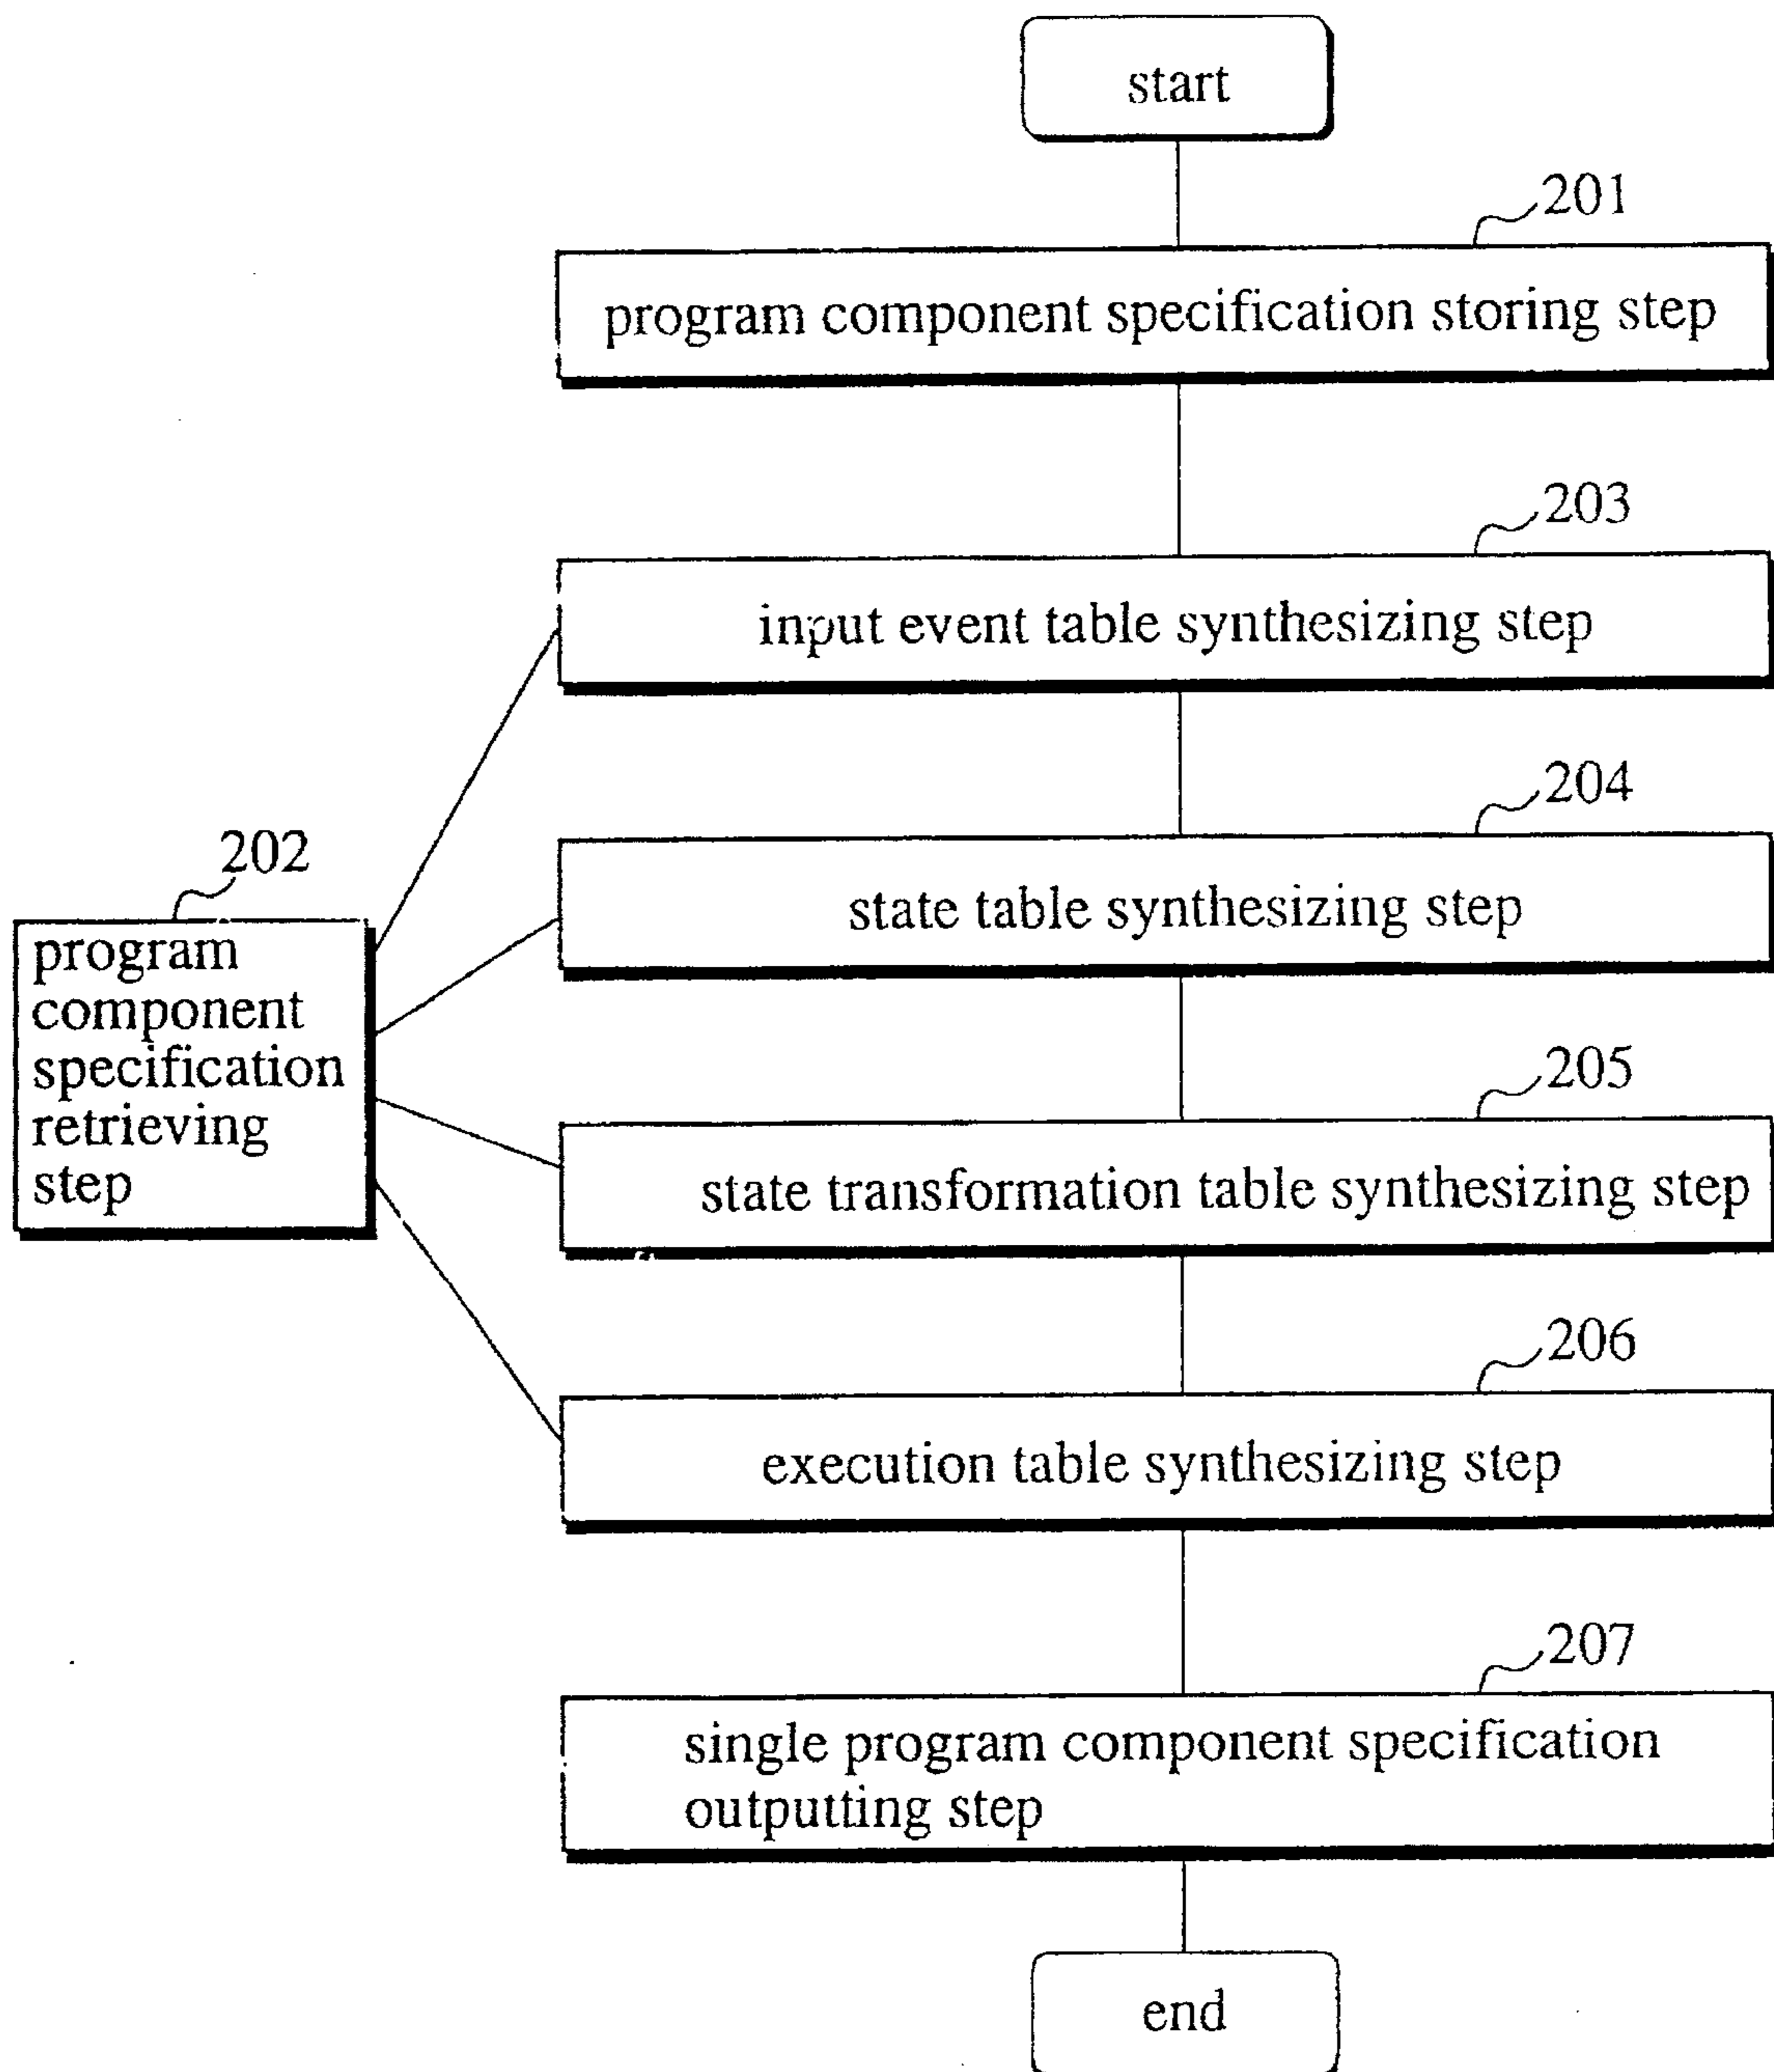 start
201
program component specification storing step
203
input event table synthesizing step
204
state table synthesizing step
202
program
component
specification
retrieving
step
205
state transformation table synthesizing step
206
execution table synthesizing step
207
single program component specification
outputting step
end